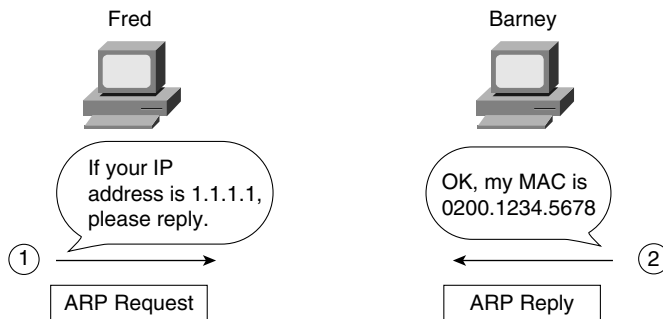 Fred
Barney
If your IP
address is 1.1.1.1,
please reply.
OK, my MAC is
0200.1234.5678
1
2
ARP Request
ARP Reply